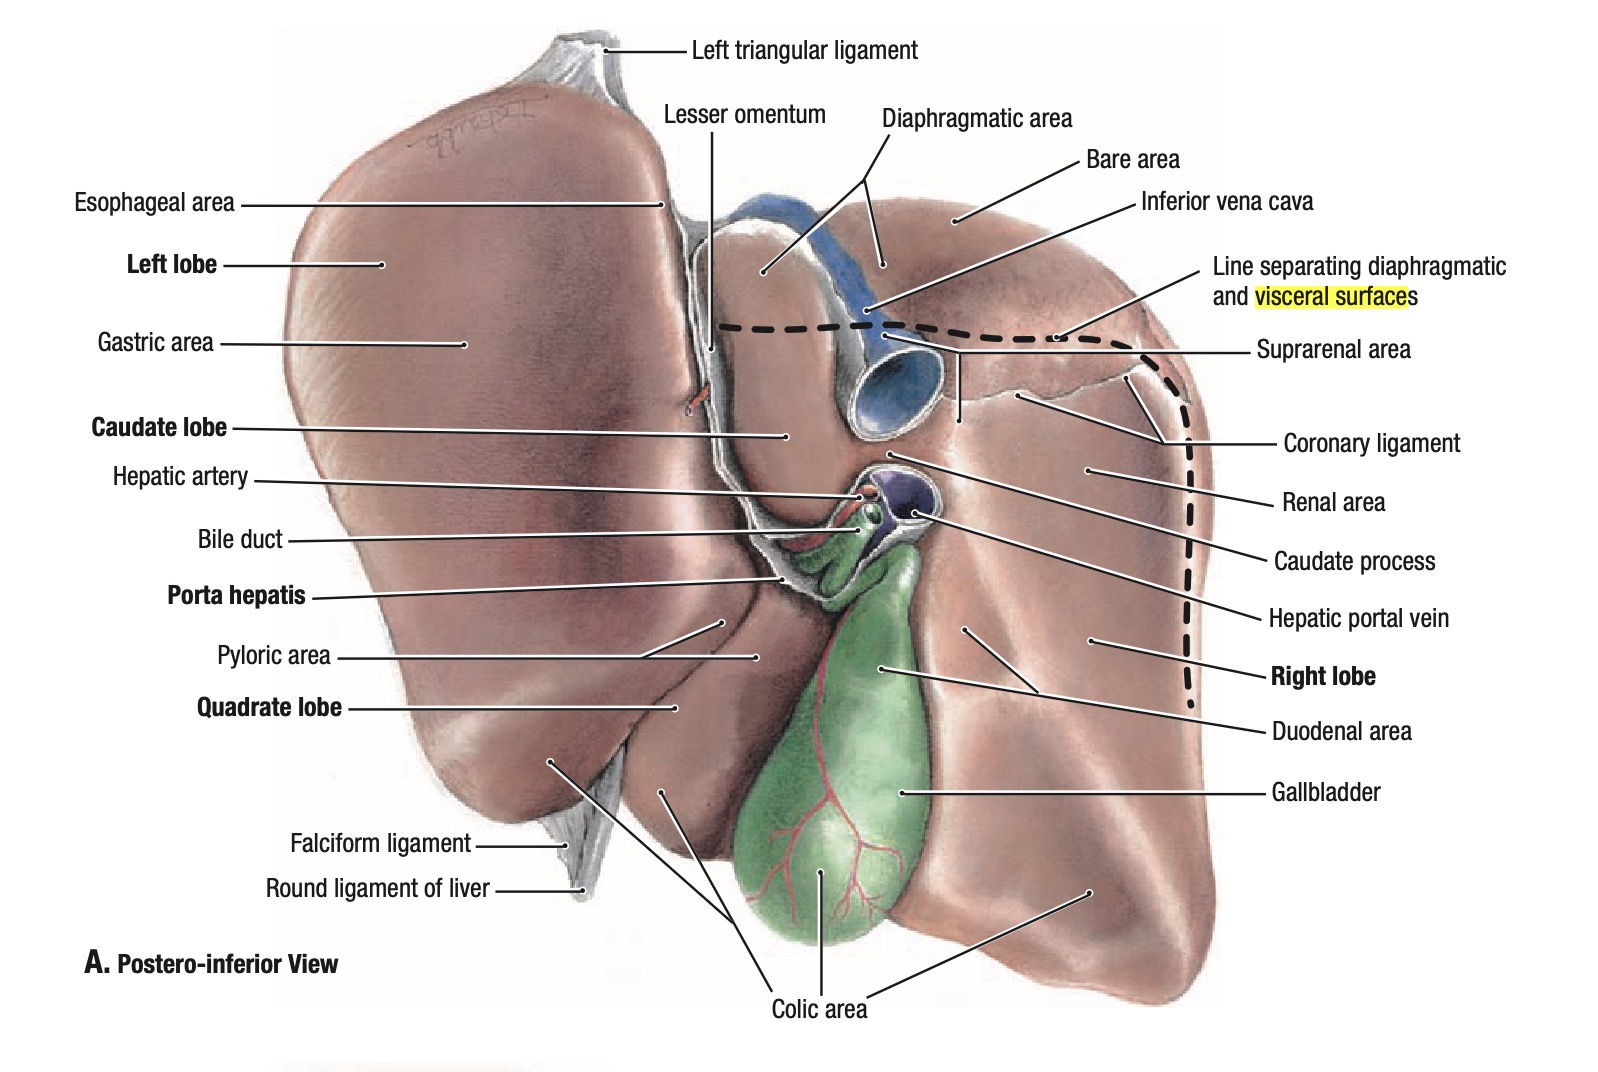 Left triangular ligament
Lesser omentum
Diaphragmatic area
Bare area
Inferior vena cava
Esophageal area
Left lobe
Line separating diaphragmatic
and visceral surfaces
Gastric area
Suprarenal area
Caudate lobe
Coronary ligament
Hepatic artery
Renal area
Bile duct
Caudate process
Porta hepatis
Hepatic portal vein
Pyloric area
Right lobe
Quadrate lobe
Duodenal area
Gallbladder
Falciform ligament
Round ligament of liver
A. Postero-inferior View
Colic area